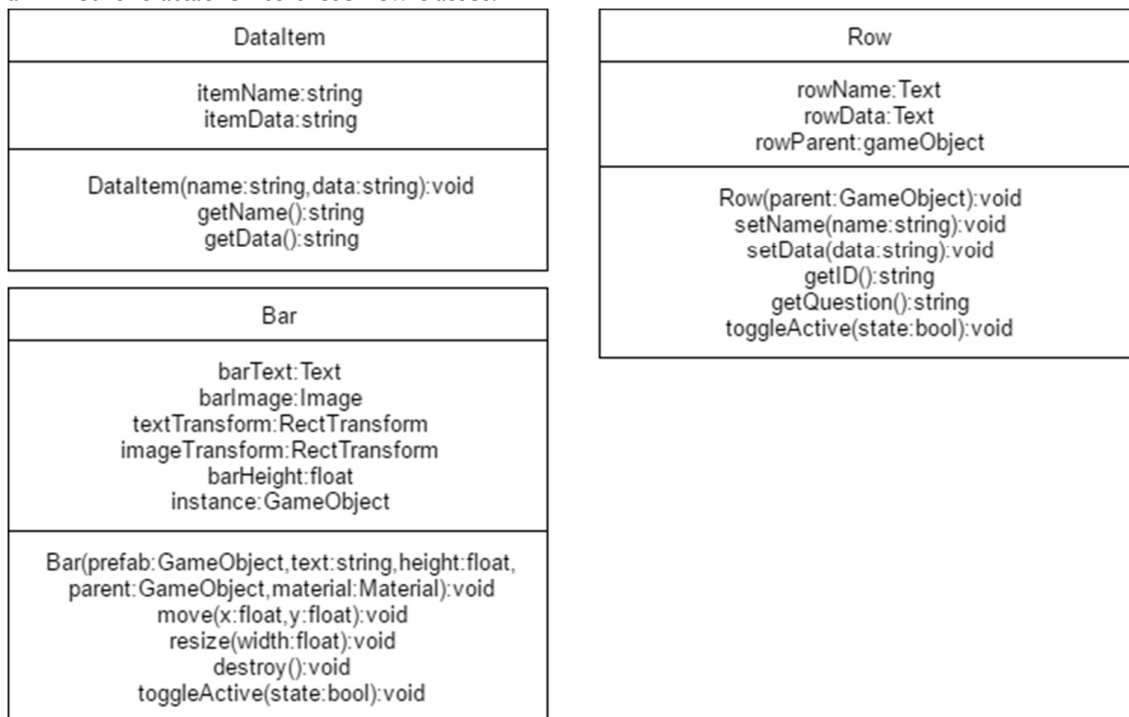 DataItem
itemName:string
itemData:string
DataItem(name:string,data:string):void
getName():string
getData():string
Bar
barText:Text
barImage:Image
textTransform:RectTransform
imageTransform:RectTransform
barHeight:float
instance:GameObject
Bar(prefab:GameObject,text:string,height:float,
parent:GameObject,material:Material):void
move(x:float,y:float):void
resize(width:float):void
destroy():void
toggleActive(state:bool):void
Row
rowName:Text
rowData:Text
rowParent:gameObject
Row(parent:GameObject):void
setName(name:string):void
setData(data:string):void
getID():string
getQuestion():string
toggleActive(state:bool):void